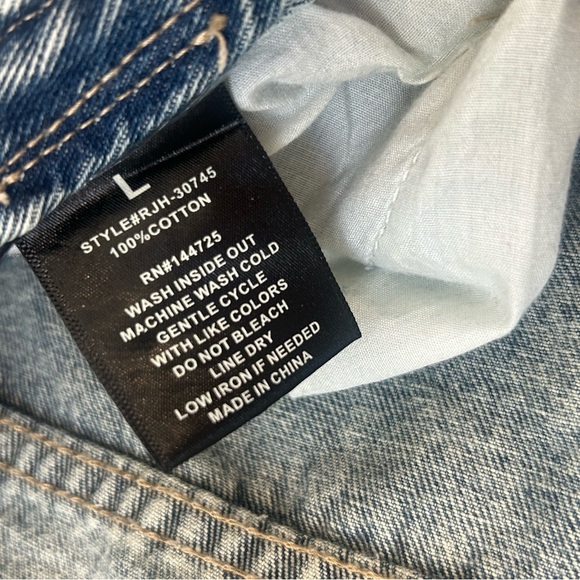 L
STYLE#RJH-30745
100%COTTON
RN#144725
WASH INSIDE OUT
MACHINE WASH COLD
GENTLE CYCLE
WITH LIKE COLORS
DO NOT BLEACH
LINE DRY
LOW IRON IF NEEDED
MADE IN CHINA